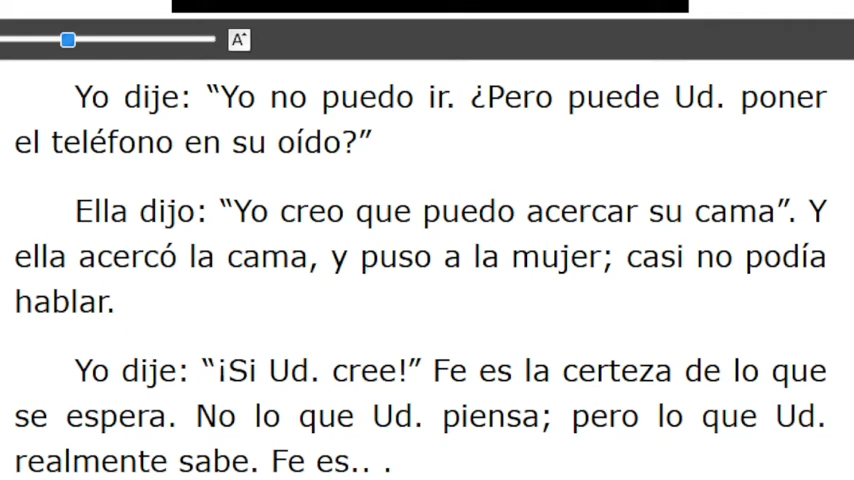 A
Yo dije: “Yo no puedo ir. ¿Pero puede Ud. poner
el teléfono en su oído?”
Ella dijo: “Yo creo que puedo acercar su cama”. Y
ella acercó la cama, y puso a la mujer; casi no podía
hablar.
Yo dije: “¡Si Ud. cree!” Fe es la certeza de lo que
se espera. No lo que Ud. piensa; pero lo que Ud.
realmente sabe. Fe es.. .